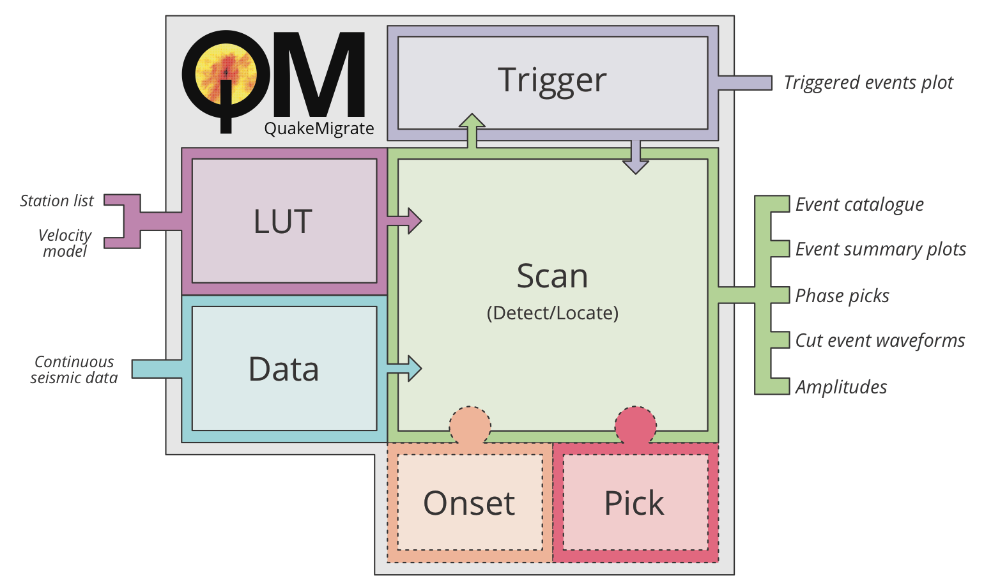 QM
QuakeMigrate
Trigger
Triggered events plot
Station list
Velocity
model
LUT
Continuous
seismic data
Data
Scan
(Detect/Locate)
Event catalogue
Event summary plots
Phase picks
Cut event waveforms
Amplitudes
Onset
Pick